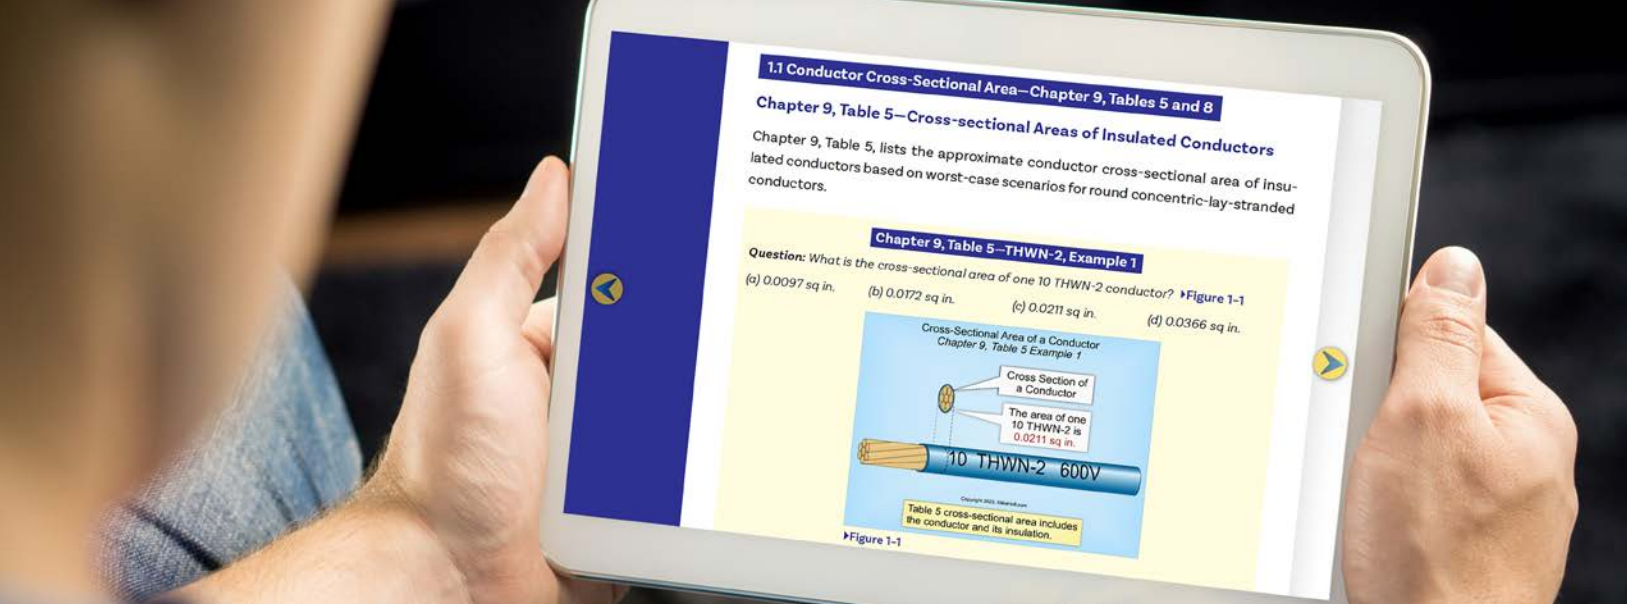 1.1 Conductor Cross-Sectional Area—Chapter 9, Tables 5 and 8
Chapter 9, Table 5—Cross-sectional Areas of Insulated Conductors
Chapter 9, Table 5, lists the approximate conductor cross-sectional area of insu-
lated conductors based on worst-case scenarios for round concentric-lay-stranded
conductors.
Chapter 9, Table 5—THWN-2, Example 1
Question: What is the cross-sectional area of one 10 THWN-2 conductor? ▸Figure 1–1
(a) 0.0097 sq in. (b) 0.0172 sq in. (c) 0.0211 sq in. (d) 0.0366 sq in.
Cross-Sectional Area of a Conductor
Chapter 9, Table 5 Example 1
Cross Section of
a Conductor
The area of one
10 THWN-2 is
0.0211 sq in.
10 THWN-2 600V
Table 5 cross-sectional area includes
the conductor and its insulation.
▸Figure 1–1